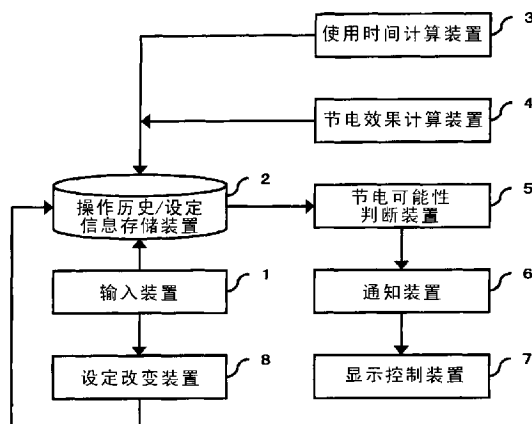 使用时间计算装置
3
节电效果计算装置
4
操作历史/设定
信息存储装置
2
节电可能性
判断装置
5
输入装置
1
通知装置
6
设定改变装置
8
显示控制装置
7